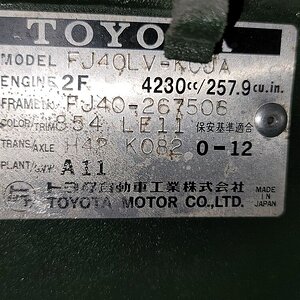 TOYOTA
MODEL FJ40LV-KCJA
ENGINE 2F 4230cc/257.9cu.in.
FRAME No. FJ40-267506
COLOR/TRIM 854 LE11 保安基準適合
TRANS/AXLE H42 K082 0-12
PLANT/ A11
トヨタ自動車工業株式会社
TOYOTA MOTOR CO.,LTD.
MADE IN JAPAN